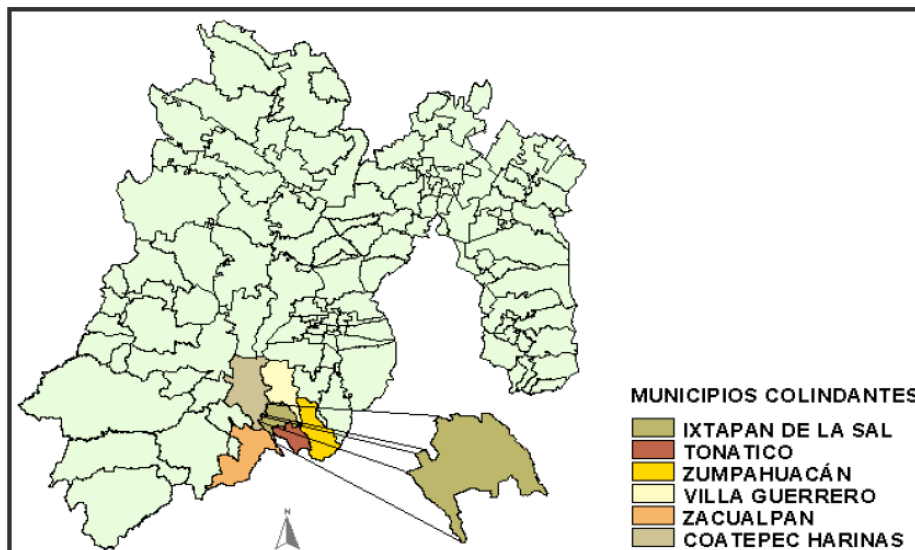 MUNICIPIOS COLINDANTES
IXTAPAN DE LA SAL
TONATICO
ZUMPAHUACÁN
VILLA GUERRERO
ZACUALPAN
COATEPEC HARINAS
N